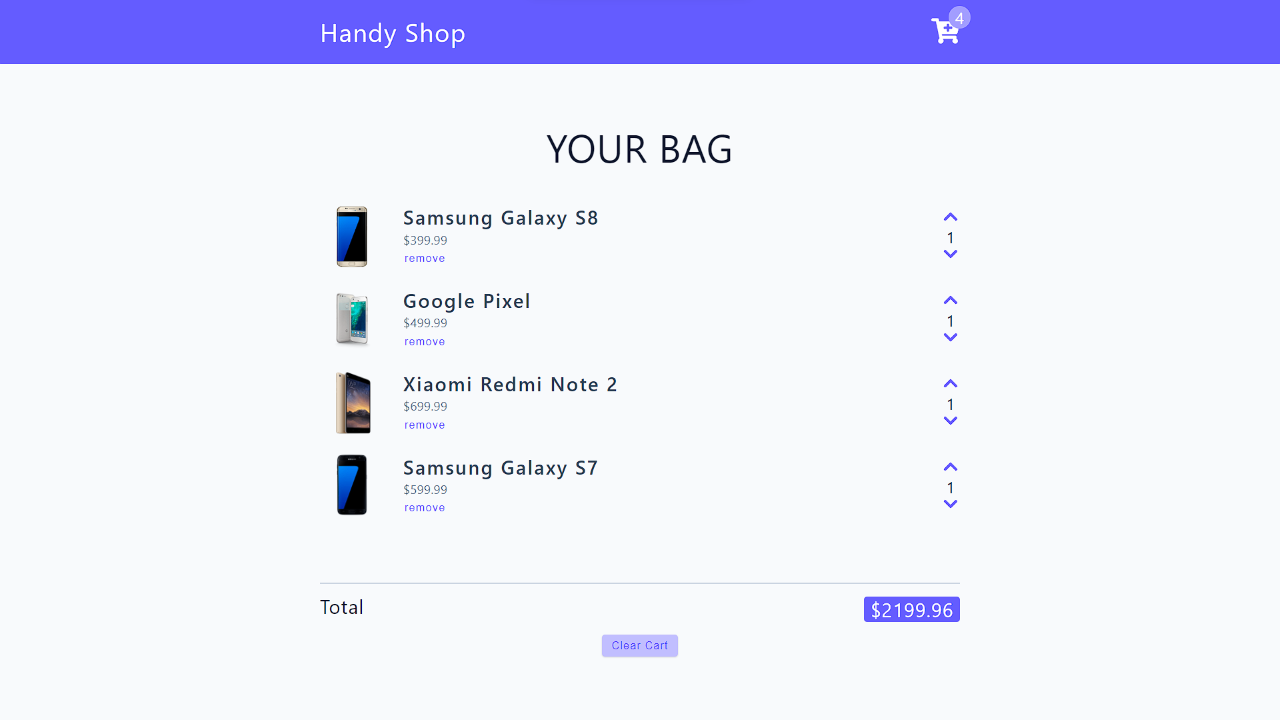 Handy Shop
4
YOUR BAG
Samsung Galaxy S8
$399.99
remove
1
Google Pixel
$499.99
remove
1
Xiaomi Redmi Note 2
$699.99
remove
1
Samsung Galaxy S7
$599.99
remove
1
Total
$2199.96
Clear Cart